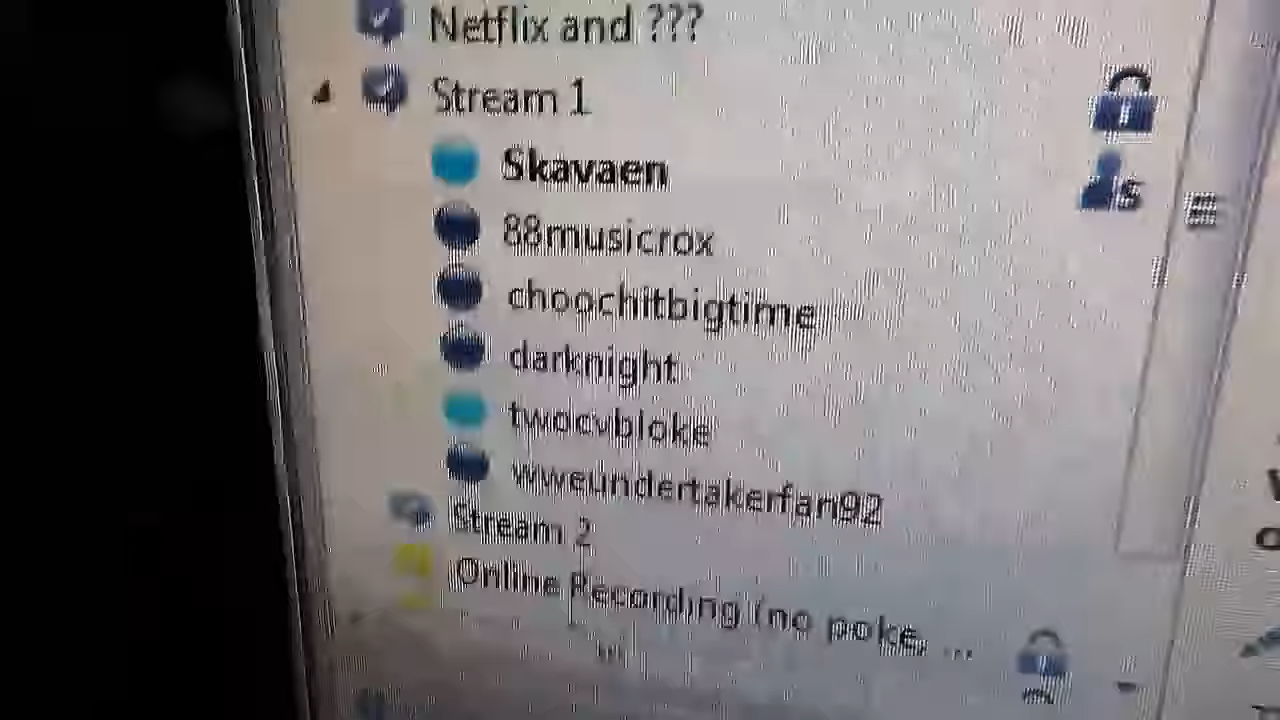 Netflix and ???
Stream 1
Skavaen
88musicrox
choochitbigtime
darknight
twocvbloke
wweundertakerfan92
Stream 2
Online Recording (no poke, ...